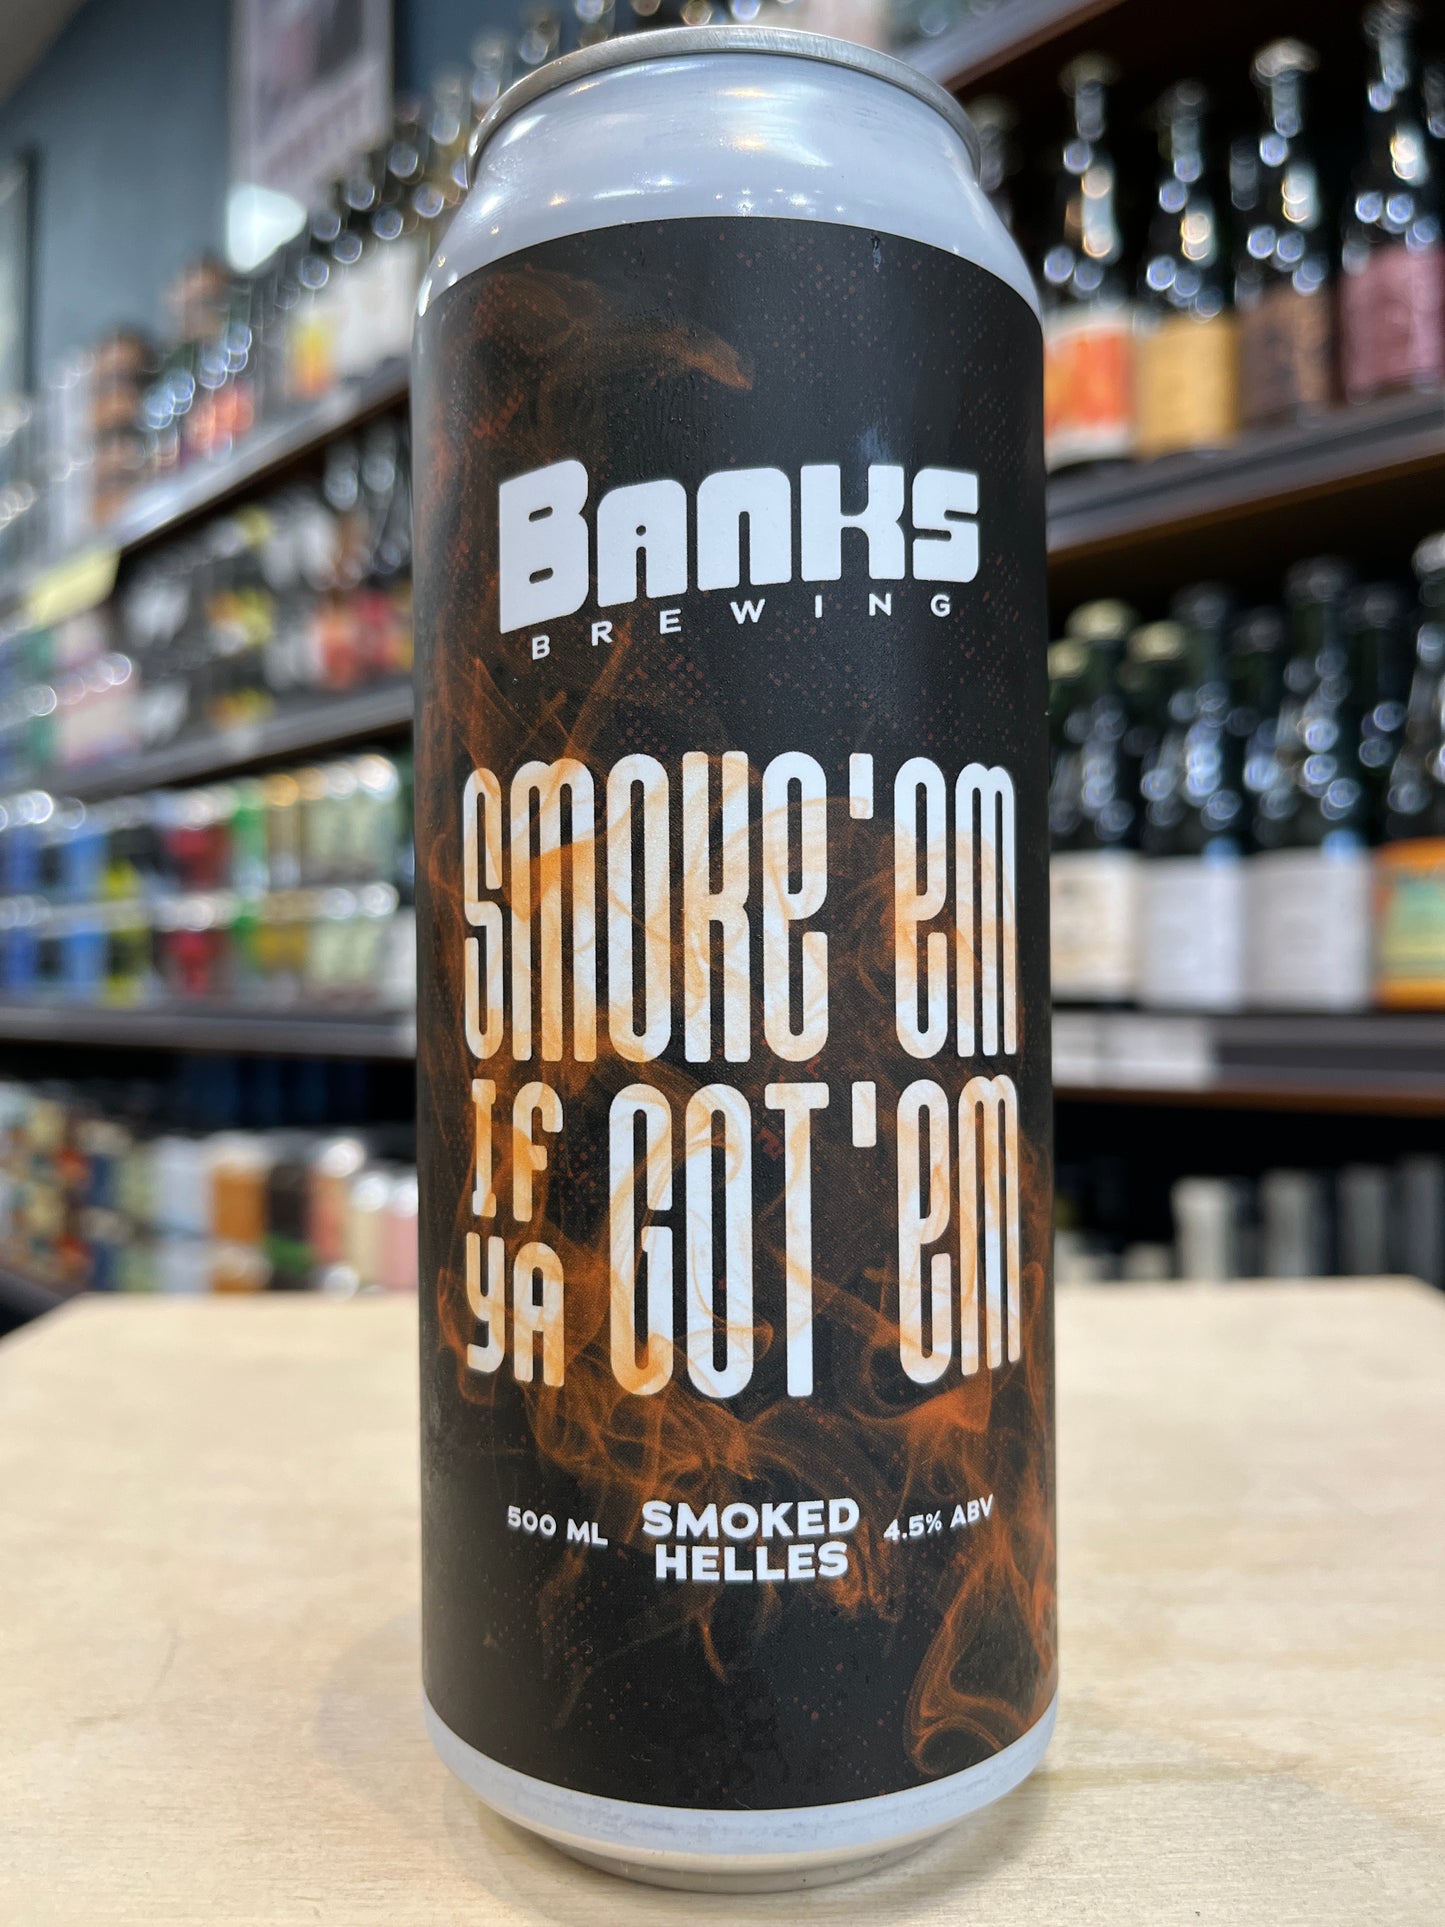 BANKS
BREWING
SMOKE'EM
IF
YA
GOT'EM
500 ML
SMOKED
HELLES
4.5% ABV